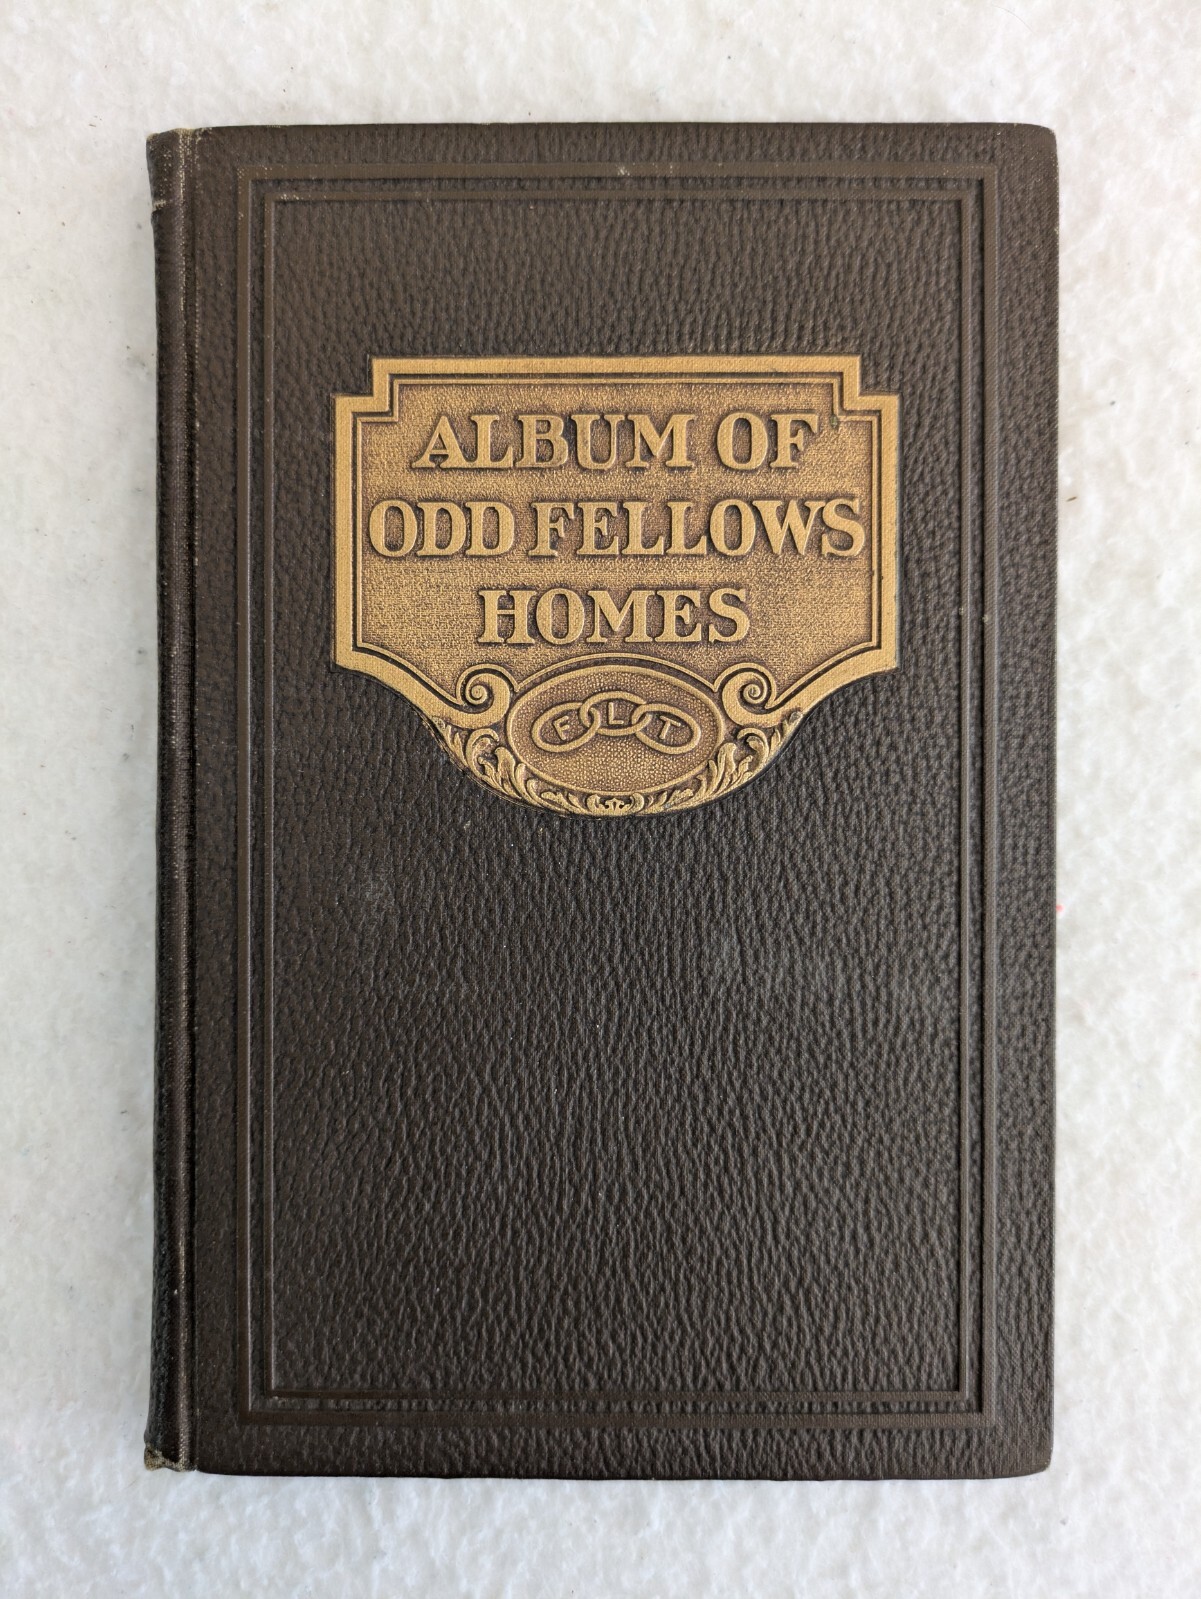 ALBUM OF
ODD FELLOWS
HOMES
F L T